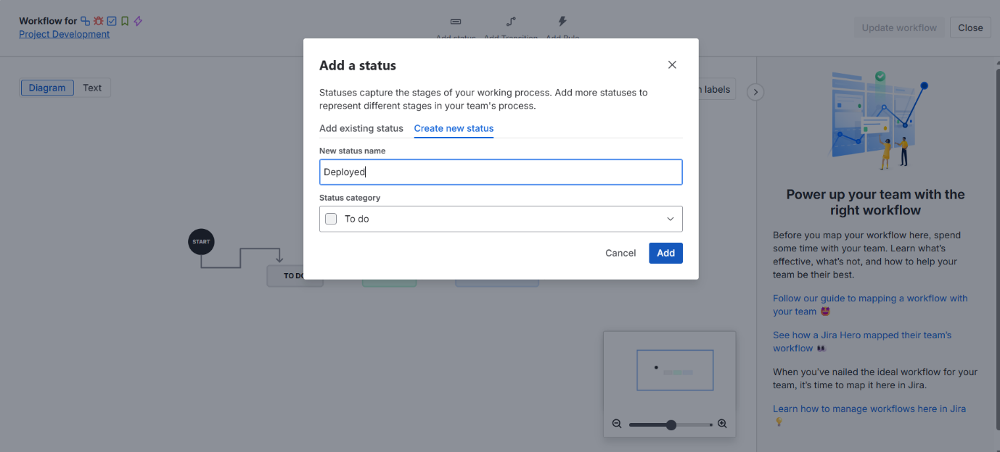 Workflow for
Project Development
Add status
Add Transition
Add Rule
Update workflow
Close
Diagram
Text
labels
Add a status
Statuses capture the stages of your working process. Add more statuses to
represent different stages in your team's process.
Add existing status
Create new status
New status name
Deployed
Status category
To do
Cancel
Add
START
TO DO
Power up your team with the
right workflow
Before you map your workflow here, spend
some time with your team. Learn what's
effective, what's not, and how to help your
team be their best.
Follow our guide to mapping a workflow with
your team
See how a Jira Hero mapped their team's
workflow
When you've nailed the ideal workflow for your
team, it's time to map it here in Jira.
Learn how to manage workflows here in Jira